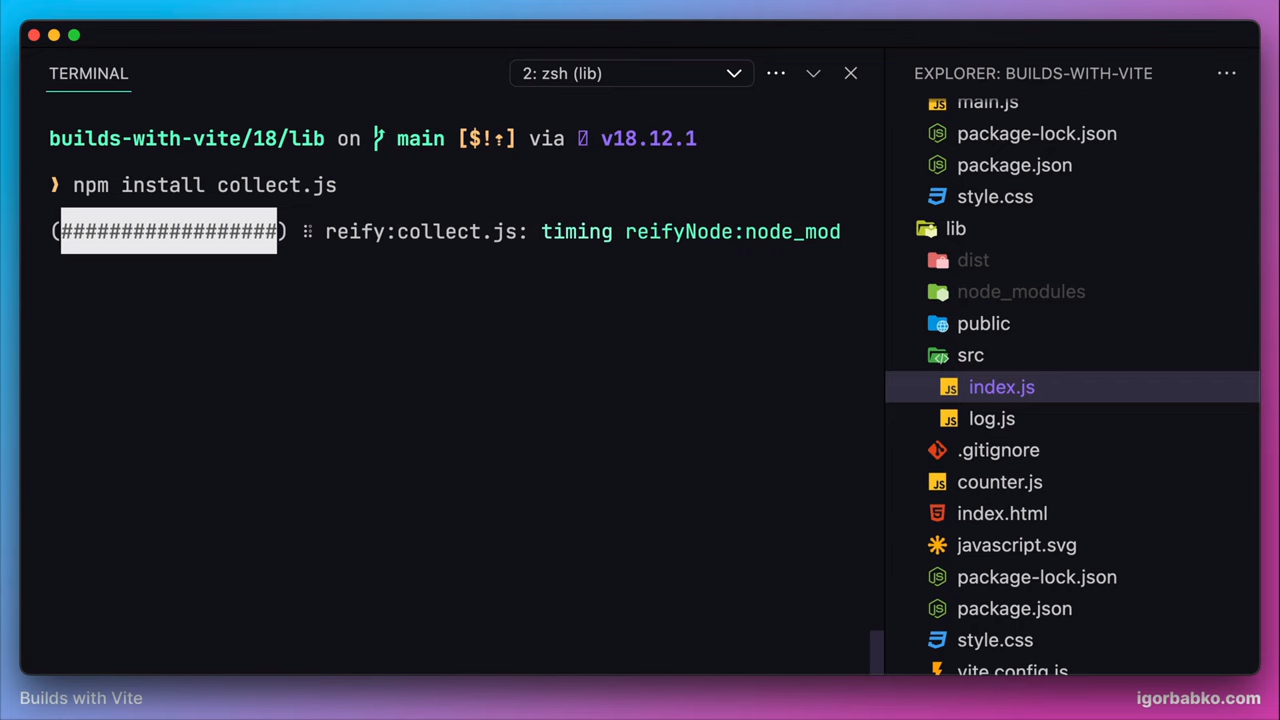 TERMINAL
2: zsh (lib)
builds-with-vite/18/lib on main [$!⇡] via v18.12.1
❱ npm install collect.js
(##################) ⠿ reify:collect.js: timing reifyNode:node_mod
EXPLORER: BUILDS-WITH-VITE
main.js
package-lock.json
package.json
style.css
lib
dist
node_modules
public
src
index.js
log.js
.gitignore
counter.js
index.html
javascript.svg
package-lock.json
package.json
style.css
vite.config.js
Builds with Vite
igorbabko.com